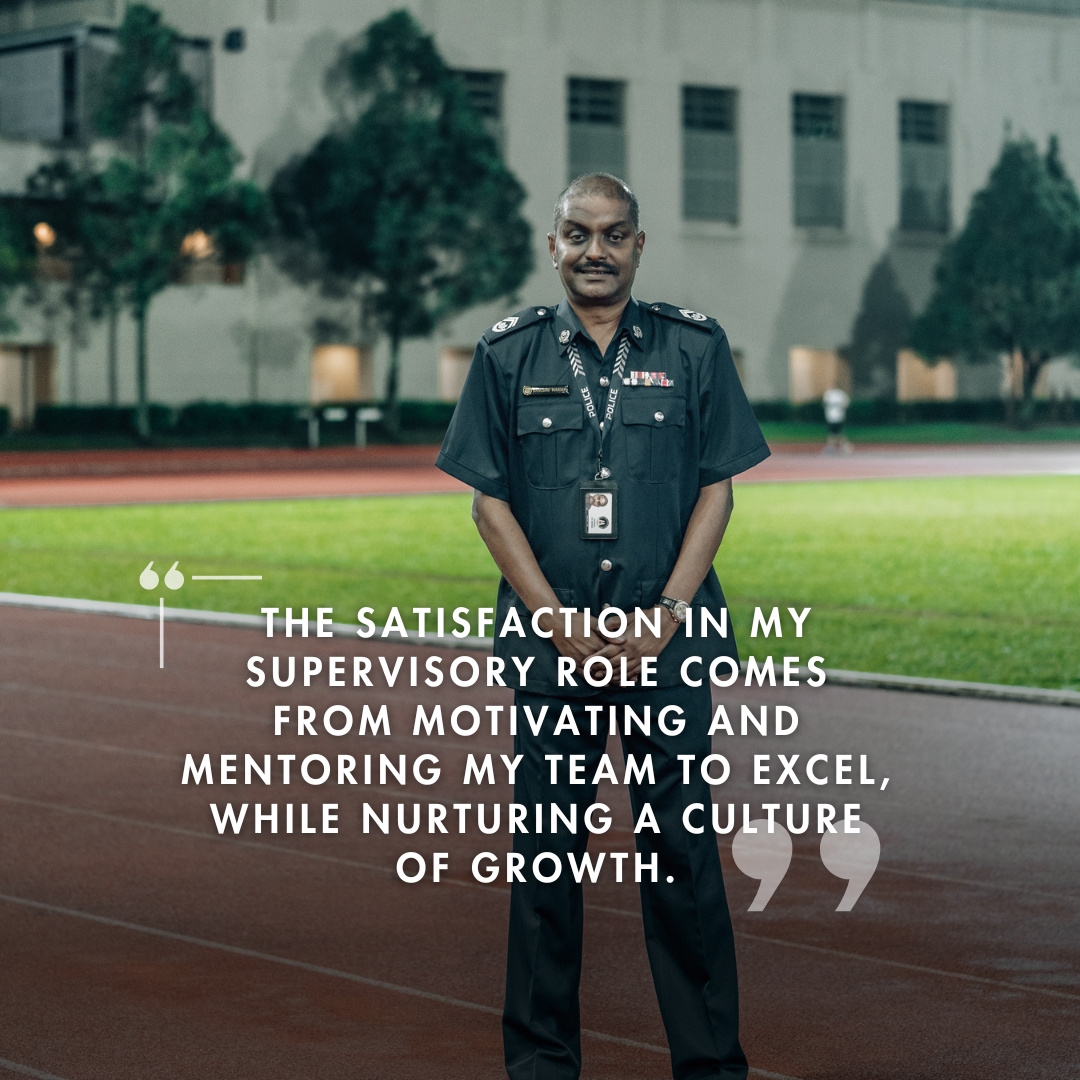 POLICE
POLICE
“
THE SATISFACTION IN MY
SUPERVISORY ROLE COMES
FROM MOTIVATING AND
MENTORING MY TEAM TO EXCEL,
WHILE NURTURING A CULTURE
OF GROWTH.
”